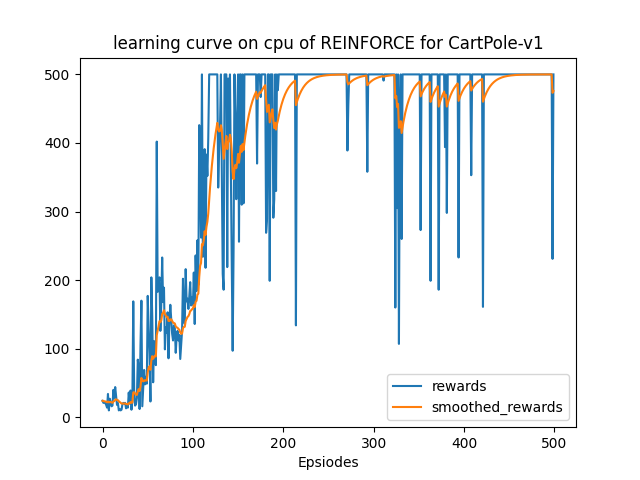 learning curve on cpu of REINFORCE for CartPole-v1
500
400
300
200
100
0
rewards
smoothed_rewards
0 100 200 300 400 500
Epsiodes